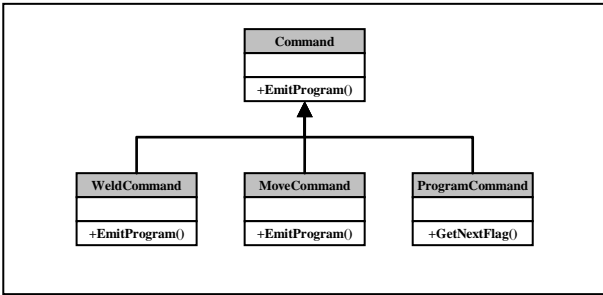 Command
+EmitProgram()
WeldCommand
MoveCommand
ProgramCommand
+EmitProgram()
+EmitProgram()
+GetNextFlag()